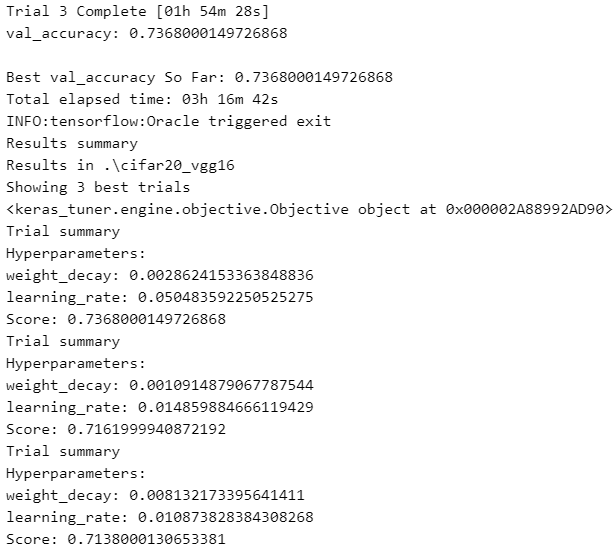 Trial 3 Complete [01h 54m 28s]
val_accuracy: 0.7368000149726868
Best val_accuracy So Far: 0.7368000149726868
Total elapsed time: 03h 16m 42s
INFO:tensorflow:Oracle triggered exit
Results summary
Results in .\cifar20_vgg16
Showing 3 best trials
<keras_tuner.engine.objective.Objective object at 0x000002A88992AD90>
Trial summary
Hyperparameters:
weight_decay: 0.0028624153363848836
learning_rate: 0.050483592250525275
Score: 0.7368000149726868
Trial summary
Hyperparameters:
weight_decay: 0.0010914879067787544
learning_rate: 0.014859884666119429
Score: 0.7161999940872192
Trial summary
Hyperparameters:
weight_decay: 0.008132173395641411
learning_rate: 0.010873828384308268
Score: 0.7138000130653381